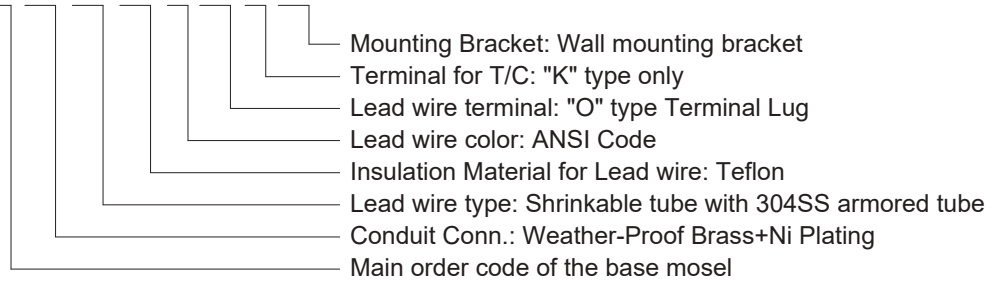 Mounting Bracket: Wall mounting bracket
Terminal for T/C: "K" type only
Lead wire terminal: "O" type Terminal Lug
Lead wire color: ANSI Code
Insulation Material for Lead wire: Teflon
Lead wire type: Shrinkable tube with 304SS armored tube
Conduit Conn.: Weather-Proof Brass+Ni Plating
Main order code of the base mosel